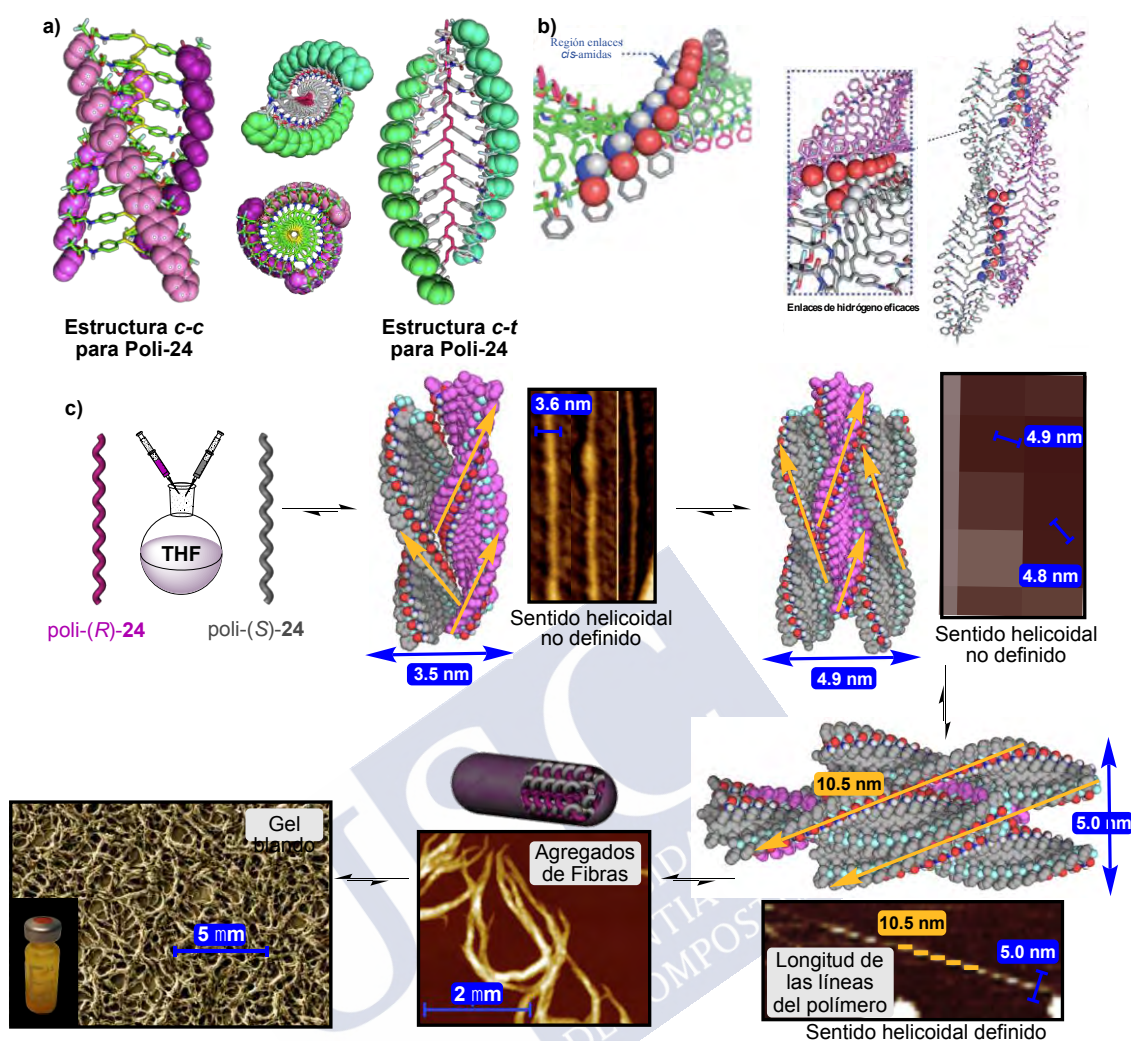 a)
b)
Región enlaces
cis-amidas
Enlaces de hidrógeno eficaces
Estructura c-c
para Poli-24
Estructura c-t
para Poli-24
c)
THF
poli-(R)-24
poli-(S)-24
3.5 nm
3.6 nm
Sentido helicoidal
no definido
4.9 nm
4.9 nm
4.8 nm
Sentido helicoidal
no definido
10.5 nm
5.0 nm
10.5 nm
5.0 nm
Longitud de
las líneas
del polímero
Sentido helicoidal definido
Agregados
de Fibras
2 mm
Gel
blando
5 mm
USC